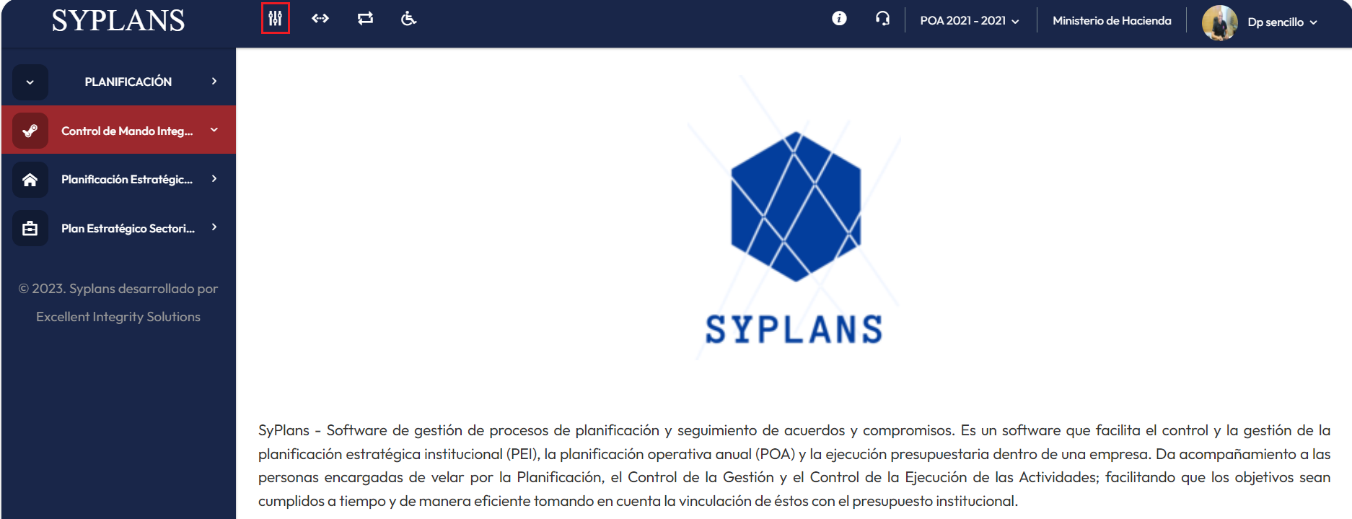 SYPLANS
POA 2021 - 2021
Ministerio de Hacienda
Dp sencillo
PLANIFICACIÓN
Control de Mando Integ...
Planificación Estratégic...
Plan Estratégico Sectori...
© 2023. Syplans desarrollado por
Excellent Integrity Solutions
SYPLANS
SyPlans - Software de gestión de procesos de planificación y seguimiento de acuerdos y compromisos. Es un software que facilita el control y la gestión de la
planificación estratégica institucional (PEI), la planificación operativa anual (POA) y la ejecución presupuestaria dentro de una empresa. Da acompañamiento a las
personas encargadas de velar por la Planificación, el Control de la Gestión y el Control de la Ejecución de las Actividades; facilitando que los objetivos sean
cumplidos a tiempo y de manera eficiente tomando en cuenta la vinculación de éstos con el presupuesto institucional.